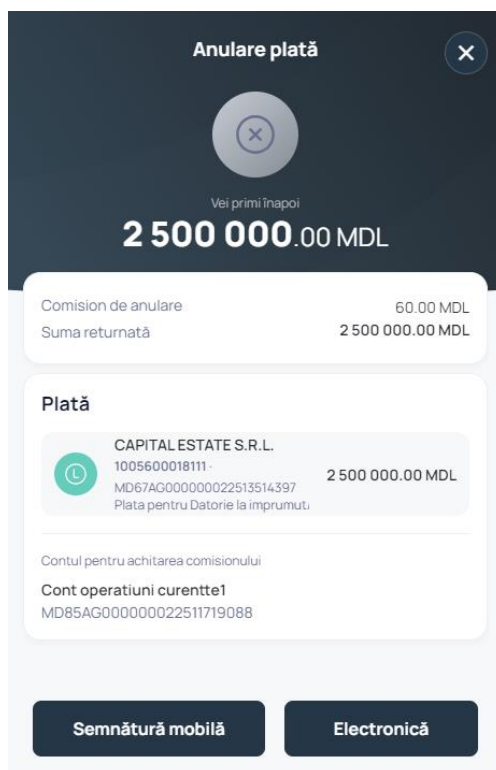 Anulare plată
Vei primi înapoi
2 500 000.00 MDL
Comision de anulare 60.00 MDL
Suma returnată 2 500 000.00 MDL
Plată
CAPITAL ESTATE S.R.L.
1005600018111 ·
MD67AG000000022513514397 2 500 000.00 MDL
Plata pentru Datorie la imprumut
Contul pentru achitarea comisionului
Cont operatiuni curentte1
MD85AG000000022511719088
Semnătură mobilă Electronică